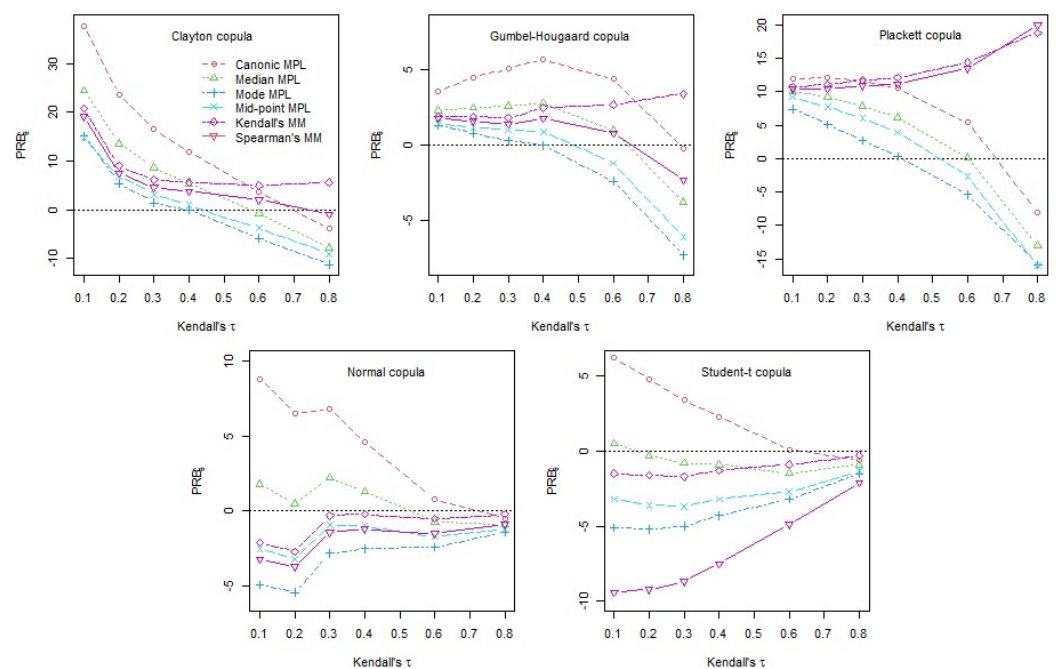 Clayton copula
Canonic MPL
Median MPL
Mode MPL
Mid-point MPL
Kendall's MM
Spearman's MM
30
20
10
0
-10
0.1 0.2 0.3 0.4 0.5 0.6 0.7 0.8
Kendall's τ
Gumbel-Hougaard copula
5
0
-5
0.1 0.2 0.3 0.4 0.5 0.6 0.7 0.8
Kendall's τ
Plackett copula
20
15
10
5
0
-5
-10
-15
0.1 0.2 0.3 0.4 0.5 0.6 0.7 0.8
Kendall's τ
Normal copula
10
5
0
-5
0.1 0.2 0.3 0.4 0.5 0.6 0.7 0.8
Kendall's τ
Student-t copula
5
0
-5
-10
0.1 0.2 0.3 0.4 0.5 0.6 0.7 0.8
Kendall's τ